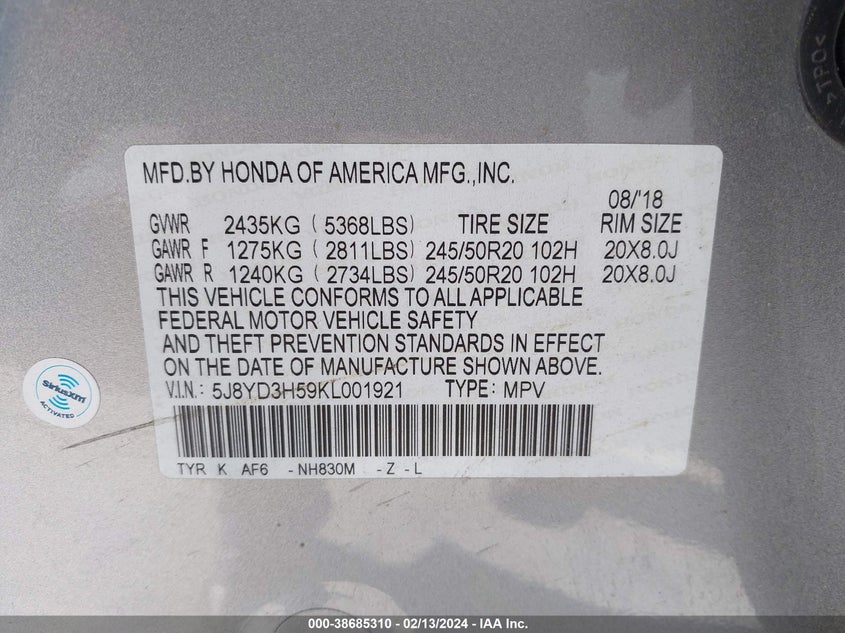 >TPO<
MFD.BY HONDA OF AMERICA MFG.,INC.
08/'18
GVWR 2435KG ( 5368LBS) TIRE SIZE RIM SIZE
GAWR F 1275KG ( 2811LBS) 245/50R20 102H 20X8.0J
GAWR R 1240KG ( 2734LBS) 245/50R20 102H 20X8.0J
THIS VEHICLE CONFORMS TO ALL APPLICABLE
FEDERAL MOTOR VEHICLE SAFETY
AND THEFT PREVENTION STANDARDS IN EFFECT
ON THE DATE OF MANUFACTURE SHOWN ABOVE.
V.I.N.: 5J8YD3H59KL001921 TYPE: MPV
TYR K AF6 -NH830M -Z -L
siriusxm
ACTIVATED
000-38685310 - 02/13/2024 - IAA Inc.